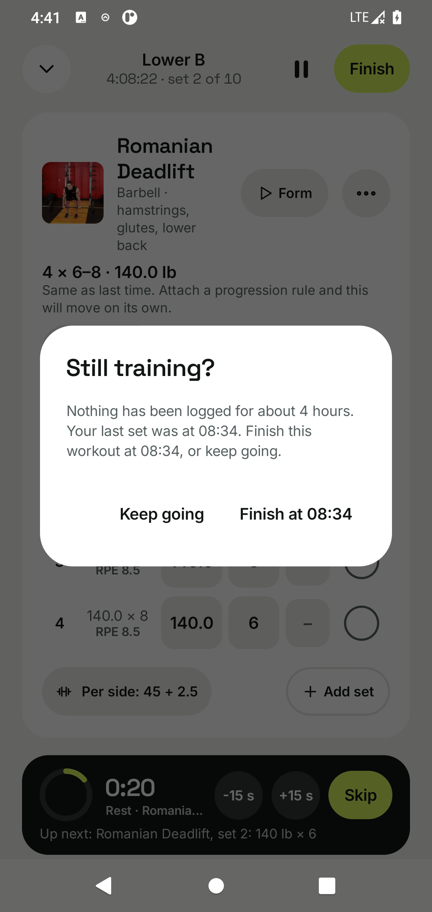 4:41
LTE
Lower B
4:08:22 · set 2 of 10
Finish
Romanian
Deadlift
Barbell ·
hamstrings,
glutes, lower
back
Form
4 × 6–8 · 140.0 lb
Same as last time. Attach a progression rule and this
will move on its own.
Still training?
Nothing has been logged for about 4 hours.
Your last set was at 08:34. Finish this
workout at 08:34, or keep going.
Keep going
Finish at 08:34
RPE 8.5
4
140.0 × 8
RPE 8.5
140.0
6
–
Per side: 45 + 2.5
+ Add set
0:20
Rest · Romania...
-15 s
+15 s
Skip
Up next: Romanian Deadlift, set 2: 140 lb × 6